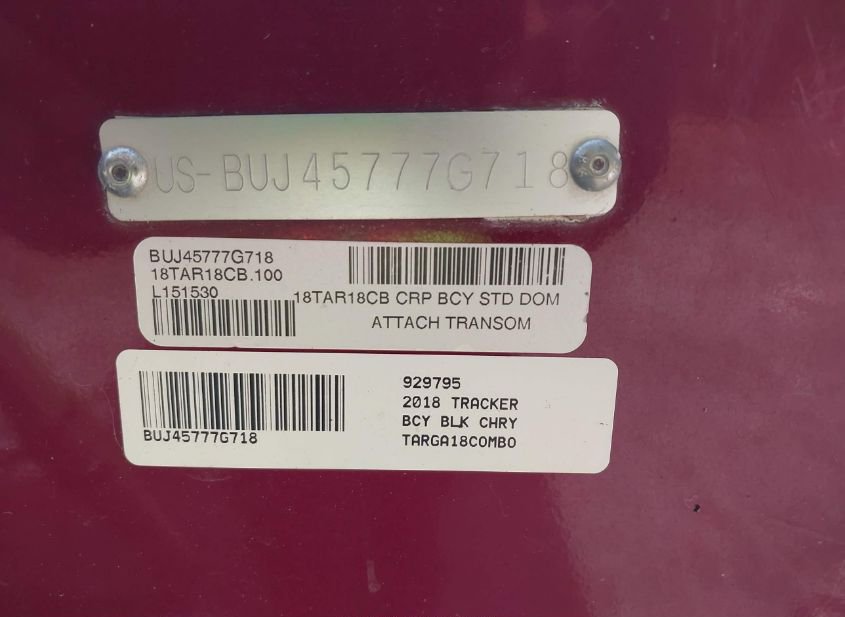 US-BUJ45777G718
BUJ45777G718
18TAR18CB.100
L151530
18TAR18CB CRP BCY STD DOM
ATTACH TRANSOM
BUJ45777G718
929795
2018 TRACKER
BCY BLK CHRY
TARGA18COMBO